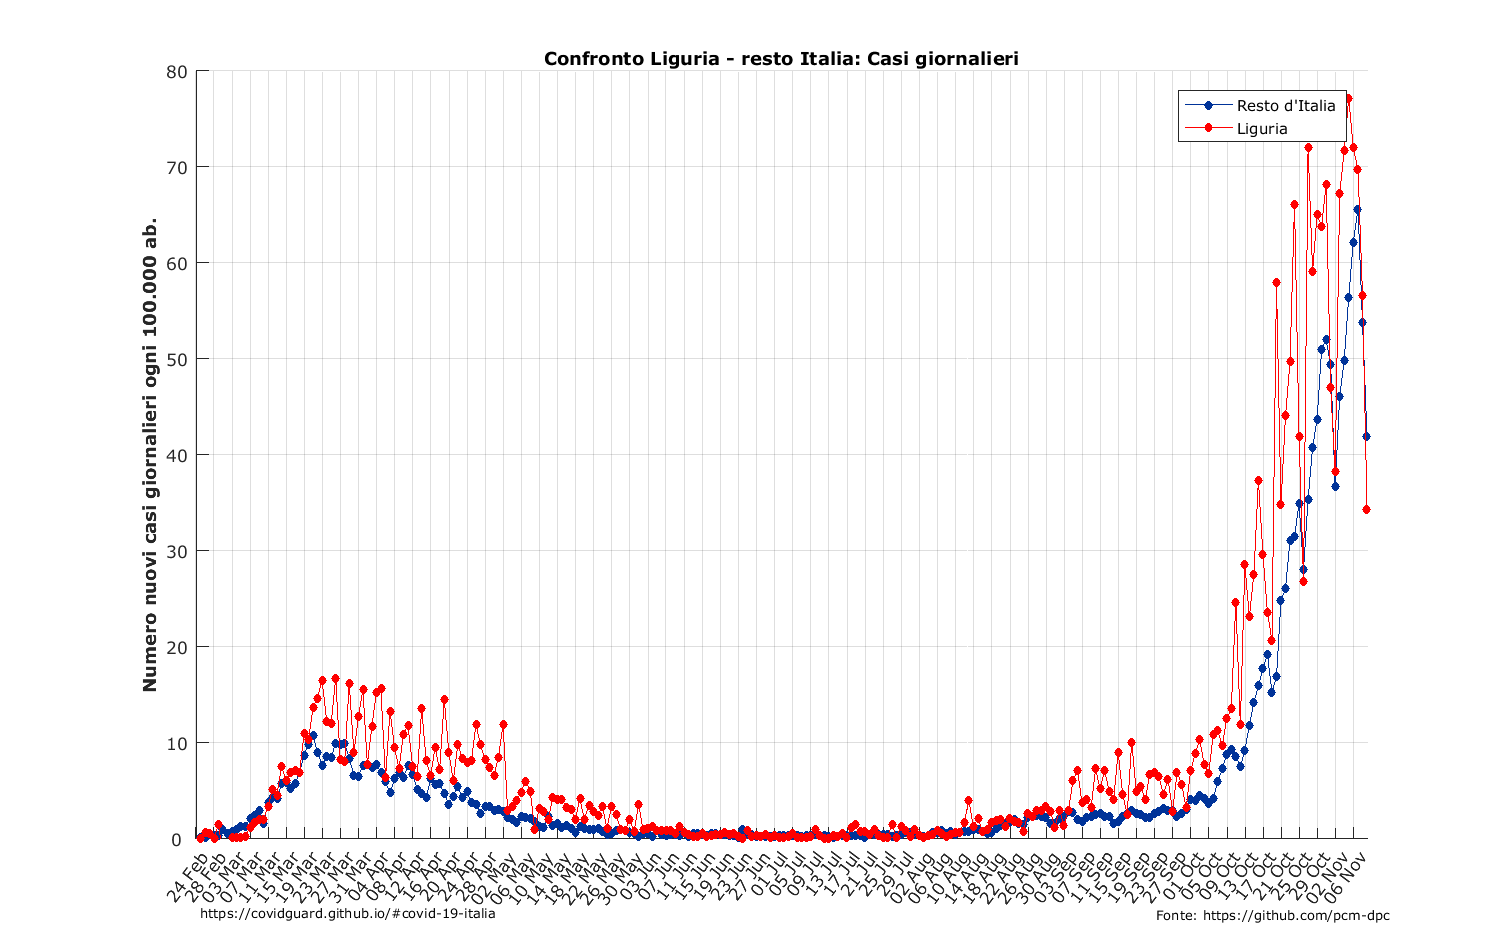 Confronto Liguria - resto Italia: Casi giornalieri
Resto d'Italia
Liguria
Numero nuovi casi giornalieri ogni 100.000 ab.
80
70
60
50
40
30
20
10
0
24 Feb
28 Feb
03 Mar
07 Mar
11 Mar
15 Mar
19 Mar
23 Mar
27 Mar
31 Mar
04 Apr
08 Apr
12 Apr
16 Apr
20 Apr
24 Apr
28 Apr
02 May
06 May
10 May
14 May
18 May
22 May
26 May
30 May
03 Jun
07 Jun
11 Jun
15 Jun
19 Jun
23 Jun
27 Jun
01 Jul
05 Jul
09 Jul
13 Jul
17 Jul
21 Jul
25 Jul
29 Jul
02 Aug
06 Aug
10 Aug
14 Aug
18 Aug
22 Aug
26 Aug
30 Aug
03 Sep
07 Sep
11 Sep
15 Sep
19 Sep
23 Sep
27 Sep
01 Oct
05 Oct
09 Oct
13 Oct
17 Oct
21 Oct
25 Oct
29 Oct
02 Nov
06 Nov
https://covidguard.github.io/#covid-19-italia
Fonte: https://github.com/pcm-dpc